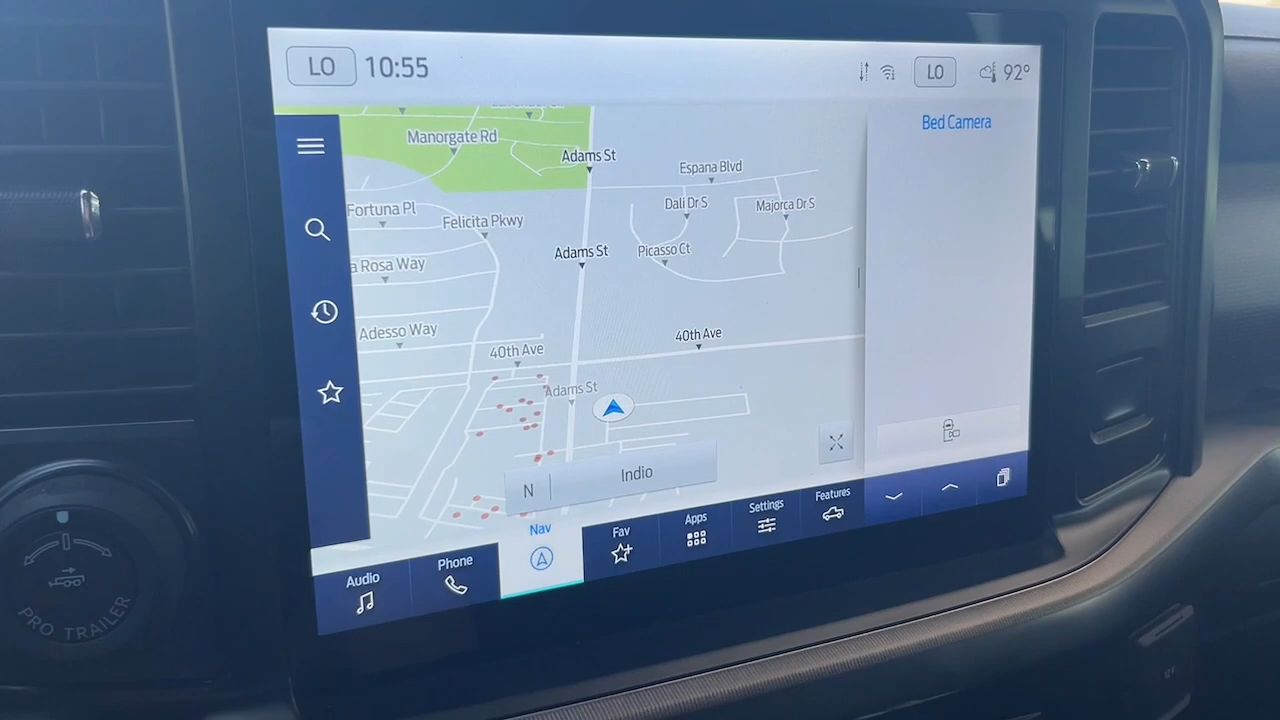 LO 10:55 LO 92°
Bed Camera
Manorgate Rd
Adams St
Espana Blvd
Fortuna Pl
Felicita Pkwy
Dali Dr S
Majorca Dr S
Adams St
Picasso Ct
a Rosa Way
Adesso Way
40th Ave
40th Ave
Adams St
N Indio
Audio
Phone
Nav
Fav
Apps
Settings
Features
PRO TRAILER